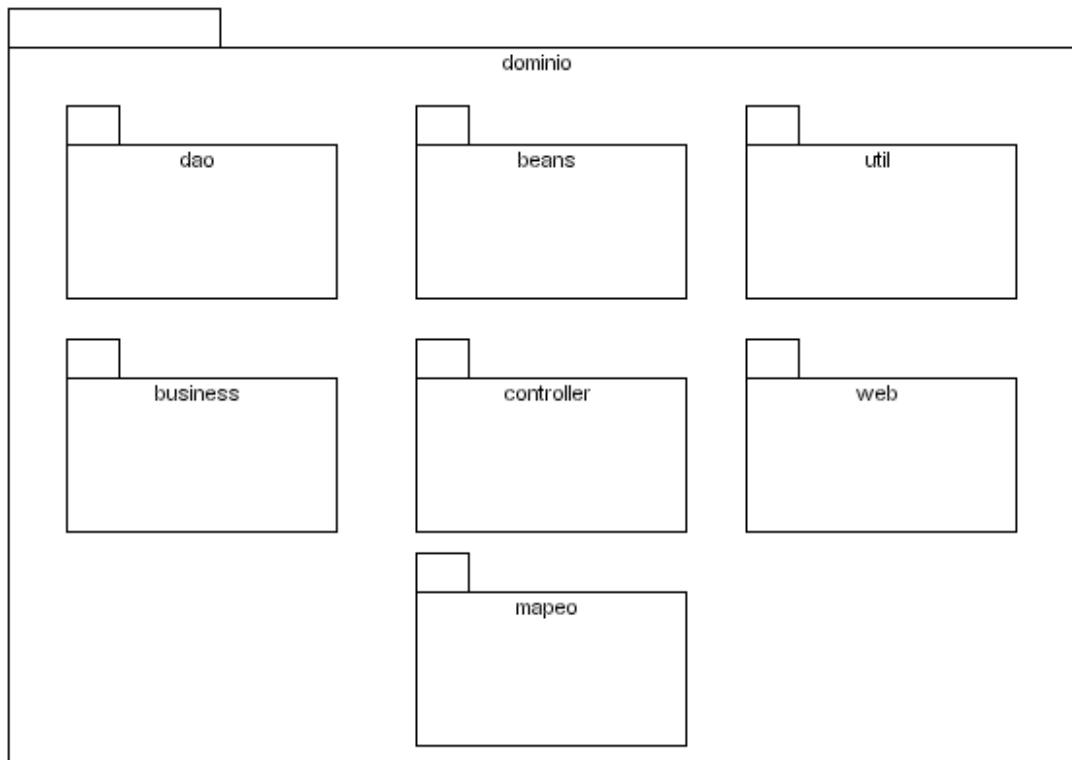 dominio
dao
beans
util
business
controller
web
mapeo